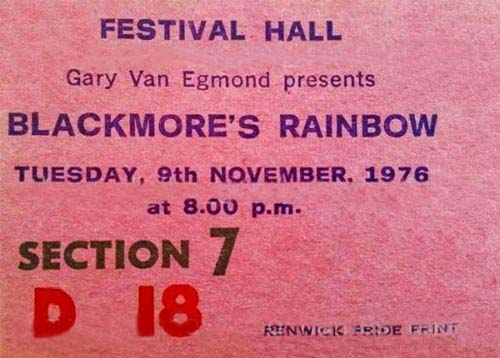 FESTIVAL HALL
Gary Van Egmond presents
BLACKMORE'S RAINBOW
TUESDAY, 9th NOVEMBER, 1976
at 8.00 p.m.
SECTION 7
D 18
RENWICK PRIDE PRINT